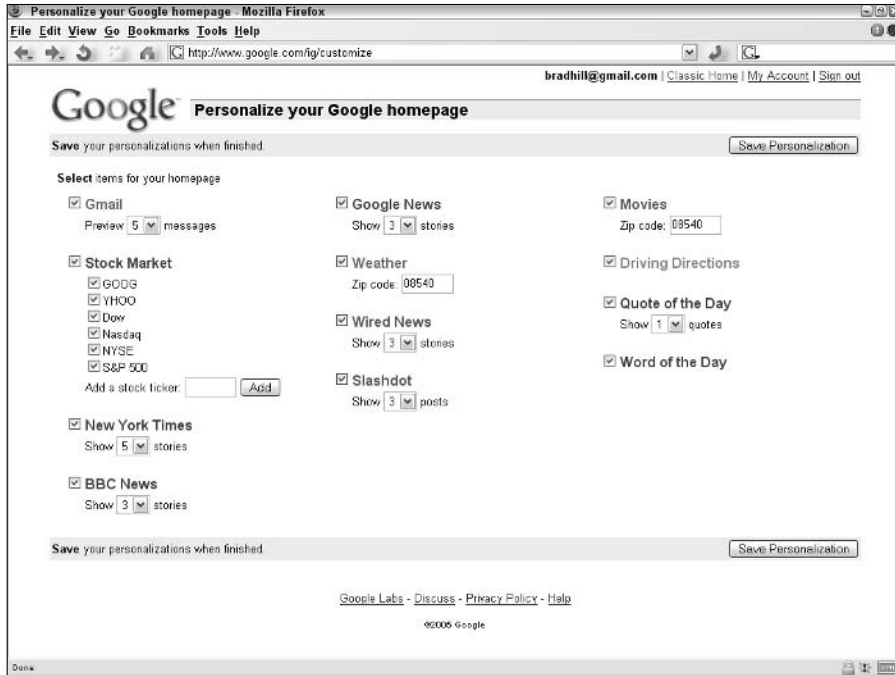 Personalize your Google homepage - Mozilla Firefox
File Edit View Go Bookmarks Tools Help
http://www.google.com/ig/customize
bradhill@gmail.com | Classic Home | My Account | Sign out
Google Personalize your Google homepage
Save your personalizations when finished. Save Personalization
Select items for your homepage
Gmail
Preview 5 messages
Stock Market
GOOG
YHOO
Dow
Nasdaq
NYSE
S&P 500
Add a stock ticker: Add
New York Times
Show 5 stories
BBC News
Show 3 stories
Google News
Show 3 stories
Weather
Zip code: 08540
Wired News
Show 3 stories
Slashdot
Show 3 posts
Movies
Zip code: 08540
Driving Directions
Quote of the Day
Show 1 quotes
Word of the Day
Save your personalizations when finished. Save Personalization
Google Labs - Discuss - Privacy Policy - Help
©2005 Google
Done